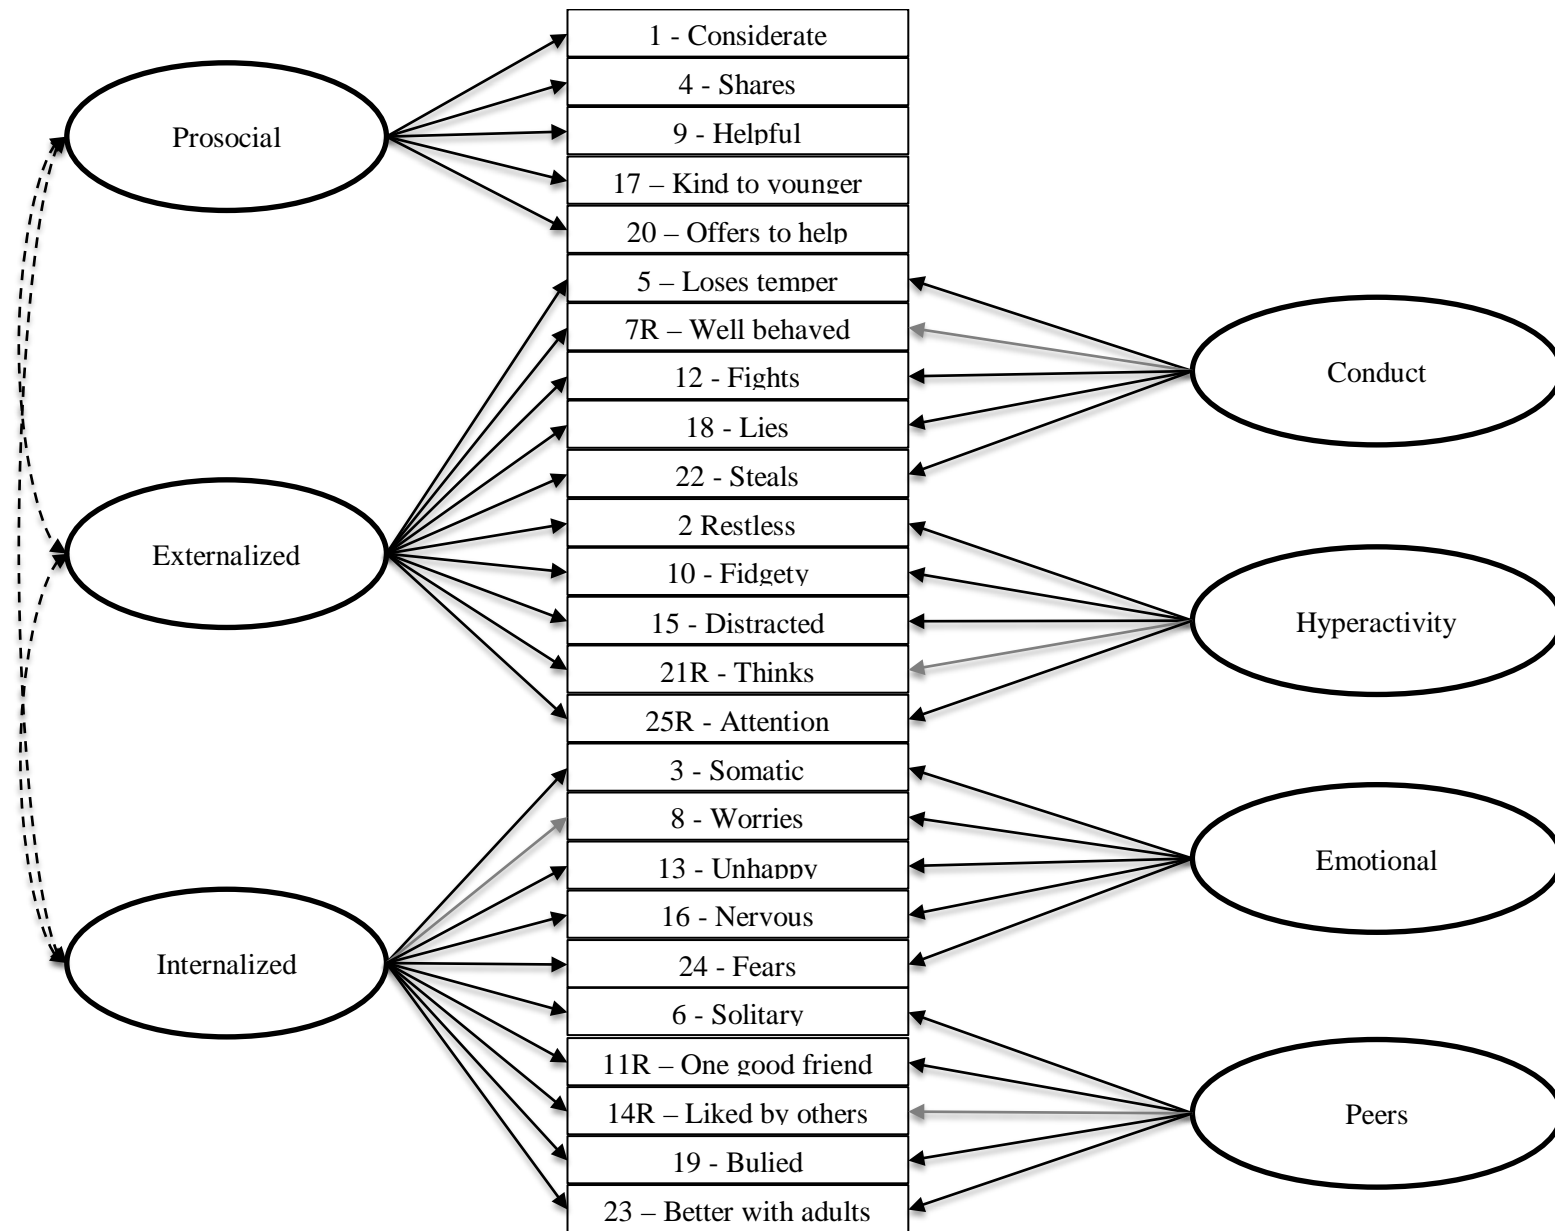 Prosocial
Externalized
Internalized
1 - Considerate
4 - Shares
9 - Helpful
17 – Kind to younger
20 – Offers to help
5 – Loses temper
7R – Well behaved
12 - Fights
18 - Lies
22 - Steals
2 Restless
10 - Fidgety
15 - Distracted
21R - Thinks
25R - Attention
3 - Somatic
8 - Worries
13 - Unhappy
16 - Nervous
24 - Fears
6 - Solitary
11R – One good friend
14R – Liked by others
19 - Bulied
23 – Better with adults
Conduct
Hyperactivity
Emotional
Peers